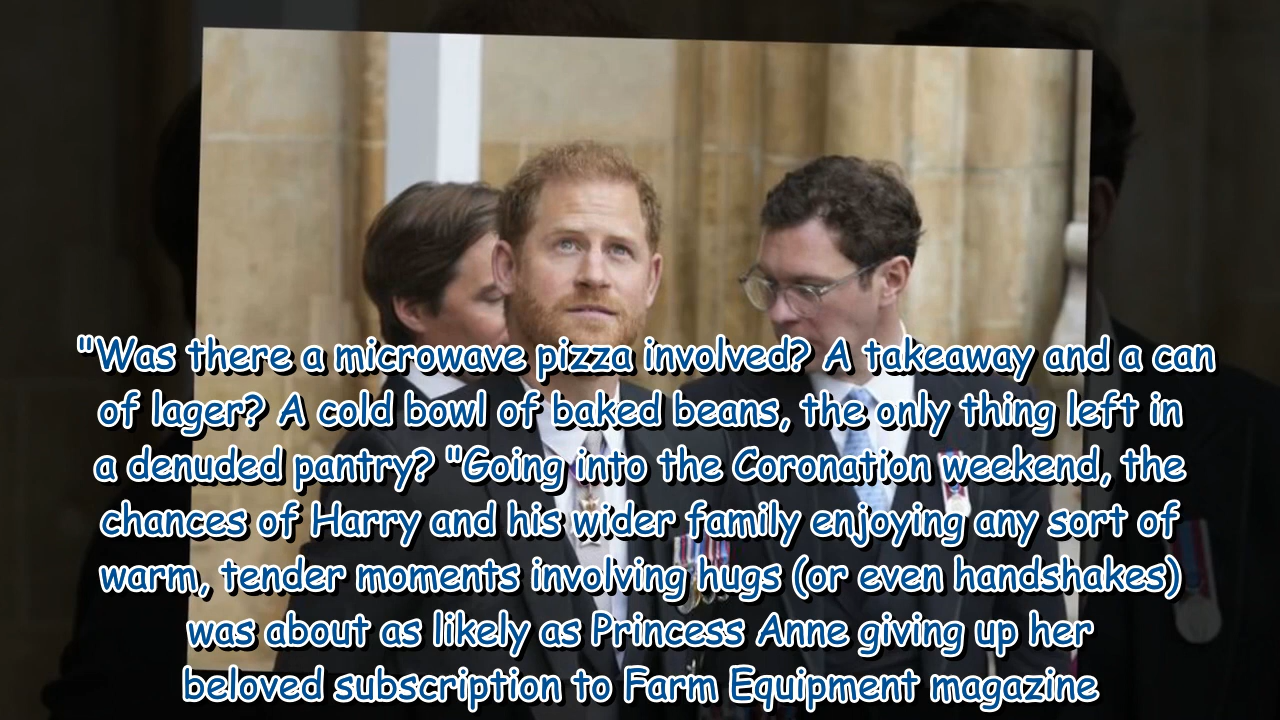 "Was there a microwave pizza involved? A takeaway and a can
of lager? A cold bowl of baked beans, the only thing left in
a denuded pantry? "Going into the Coronation weekend, the
chances of Harry and his wider family enjoying any sort of
warm, tender moments involving hugs (or even handshakes)
was about as likely as Princess Anne giving up her
beloved subscription to Farm Equipment magazine